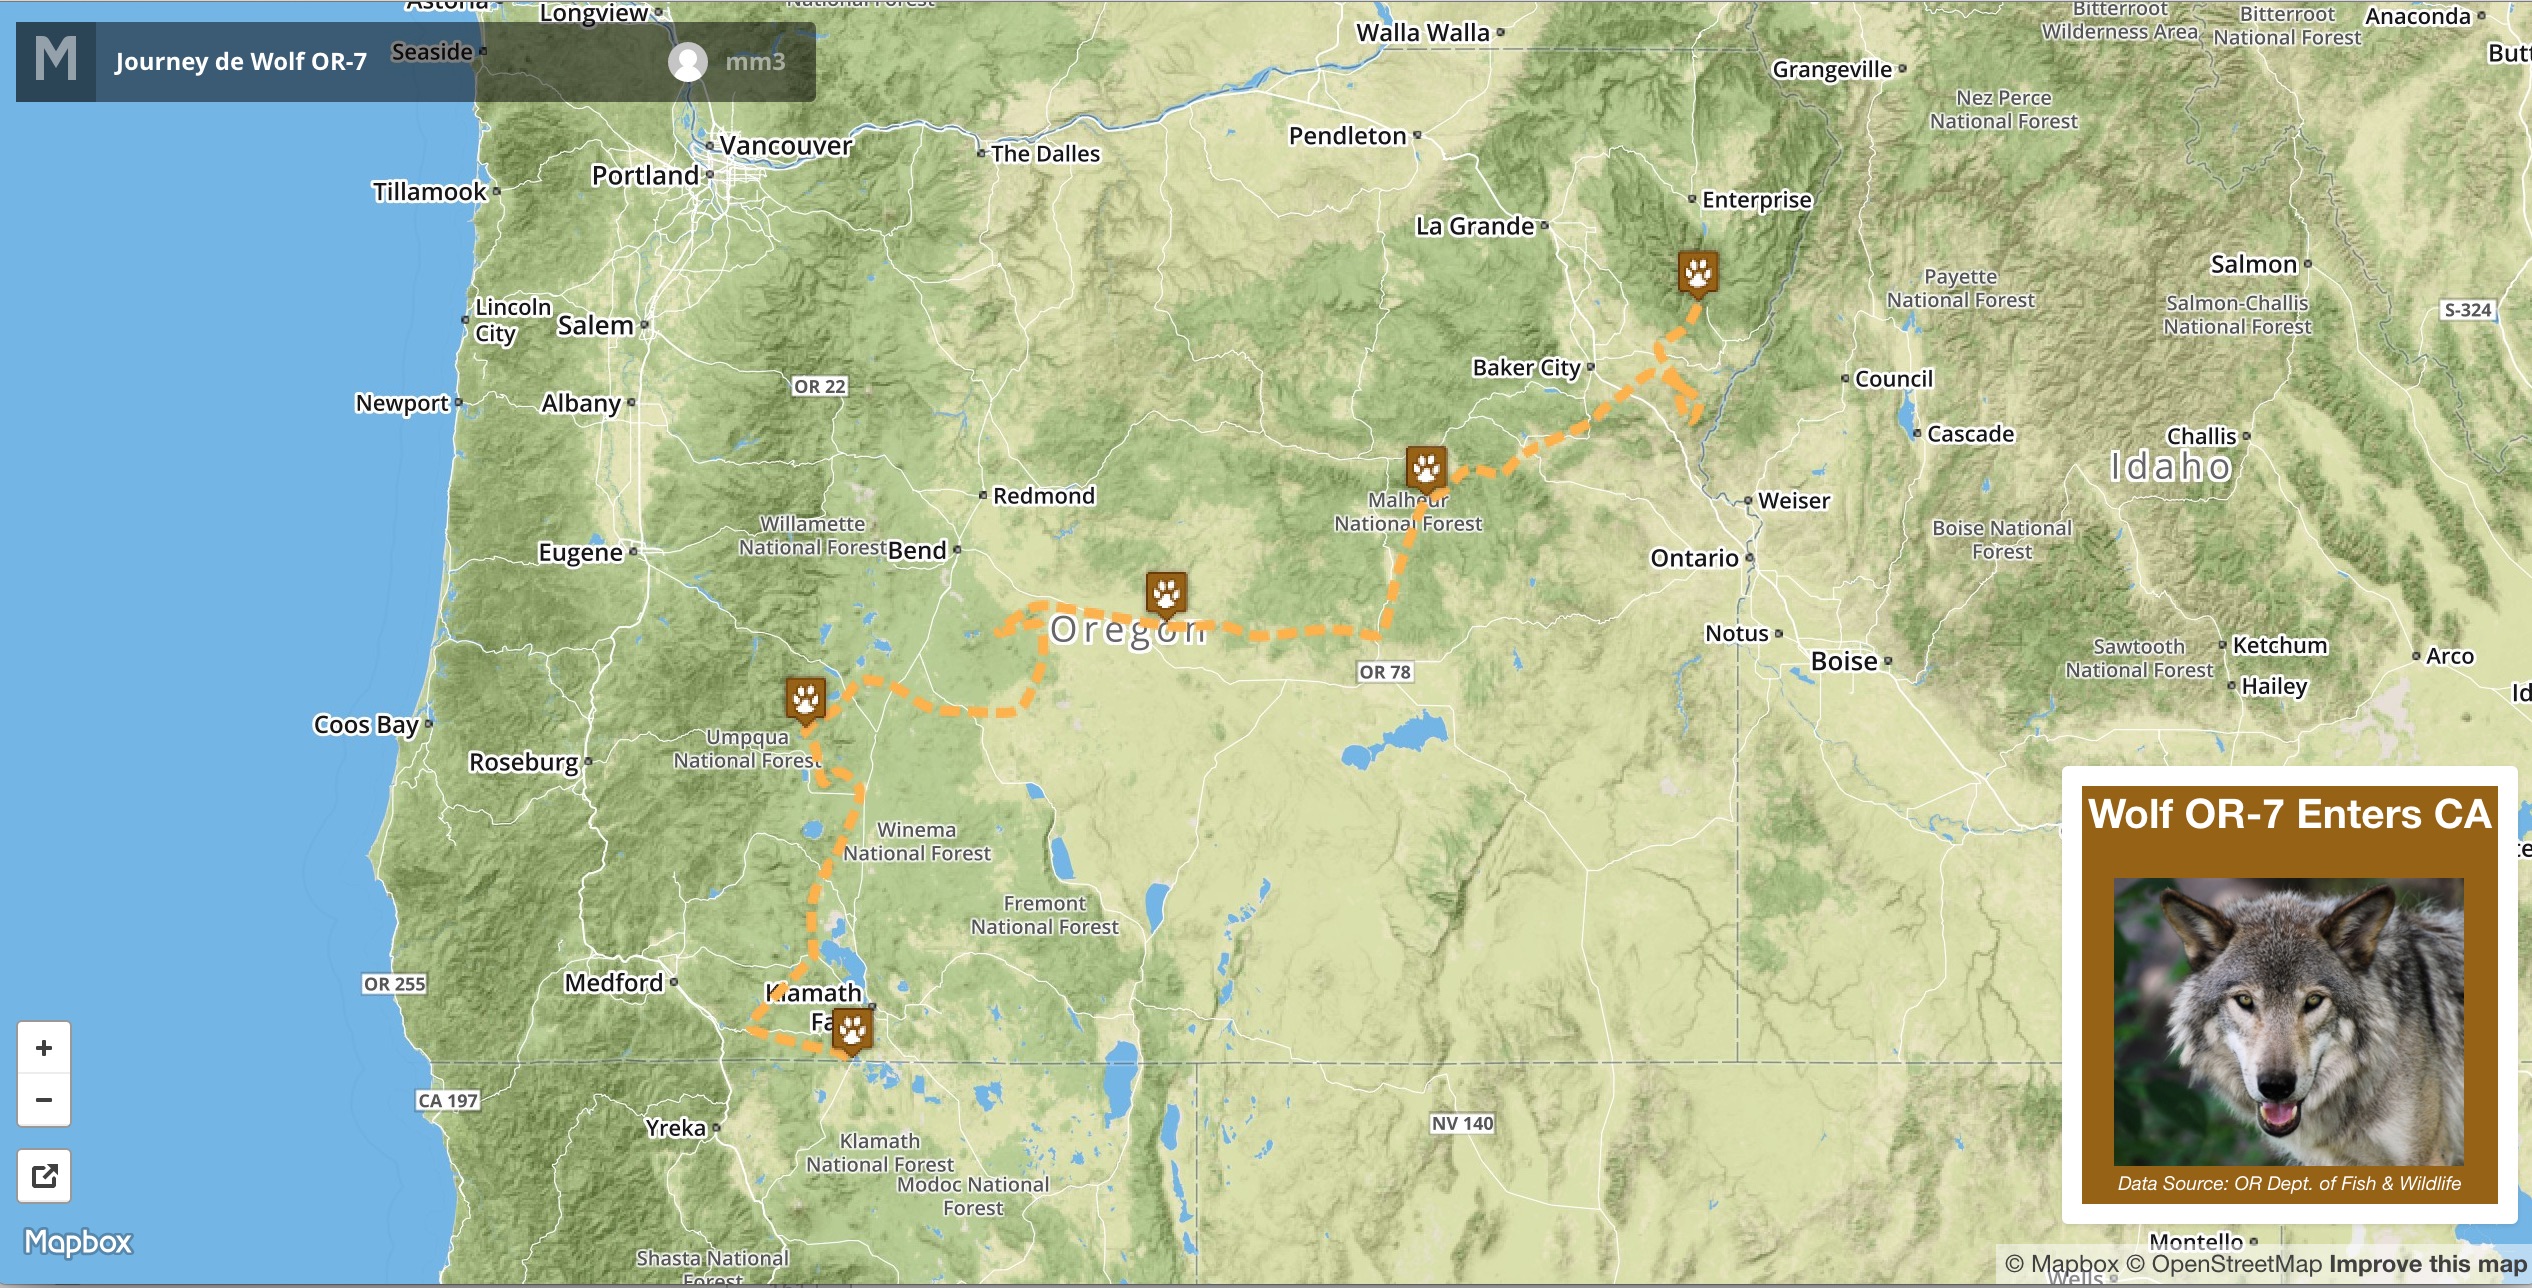 Astoria
Longview
National Forest
M
Journey de Wolf OR-7
mm3
Seaside
Walla Walla
Bitterroot
Wilderness Area
Bitterroot
National Forest
Anaconda
Butt
Grangeville
Nez Perce
National Forest
Vancouver
Portland
The Dalles
Pendleton
Tillamook
La Grande
Enterprise
Lincoln
City
Salem
Payette
National Forest
Salmon
Salmon-Challis
National Forest
S-324
OR 22
Baker City
Council
Newport
Albany
Cascade
Challis
Idaho
Redmond
Malheur
National Forest
Weiser
Willamette
National Forest
Bend
Eugene
Ontario
Boise National
Forest
Oregon
Notus
Boise
Sawtooth
National Forest
Ketchum
Arco
Hailey
Id
OR 78
Coos Bay
Umpqua
National Forest
Roseburg
Winema
National Forest
Fremont
National Forest
OR 255
Medford
Klamath
Fa
CA 197
Yreka
NV 140
Klamath
National Forest
Modoc National
Forest
Shasta National
Forest
Wolf OR-7 Enters CA
Data Source: OR Dept. of Fish & Wildlife
+
−
Mapbox
Montello
© Mapbox © OpenStreetMap Improve this map
Wells